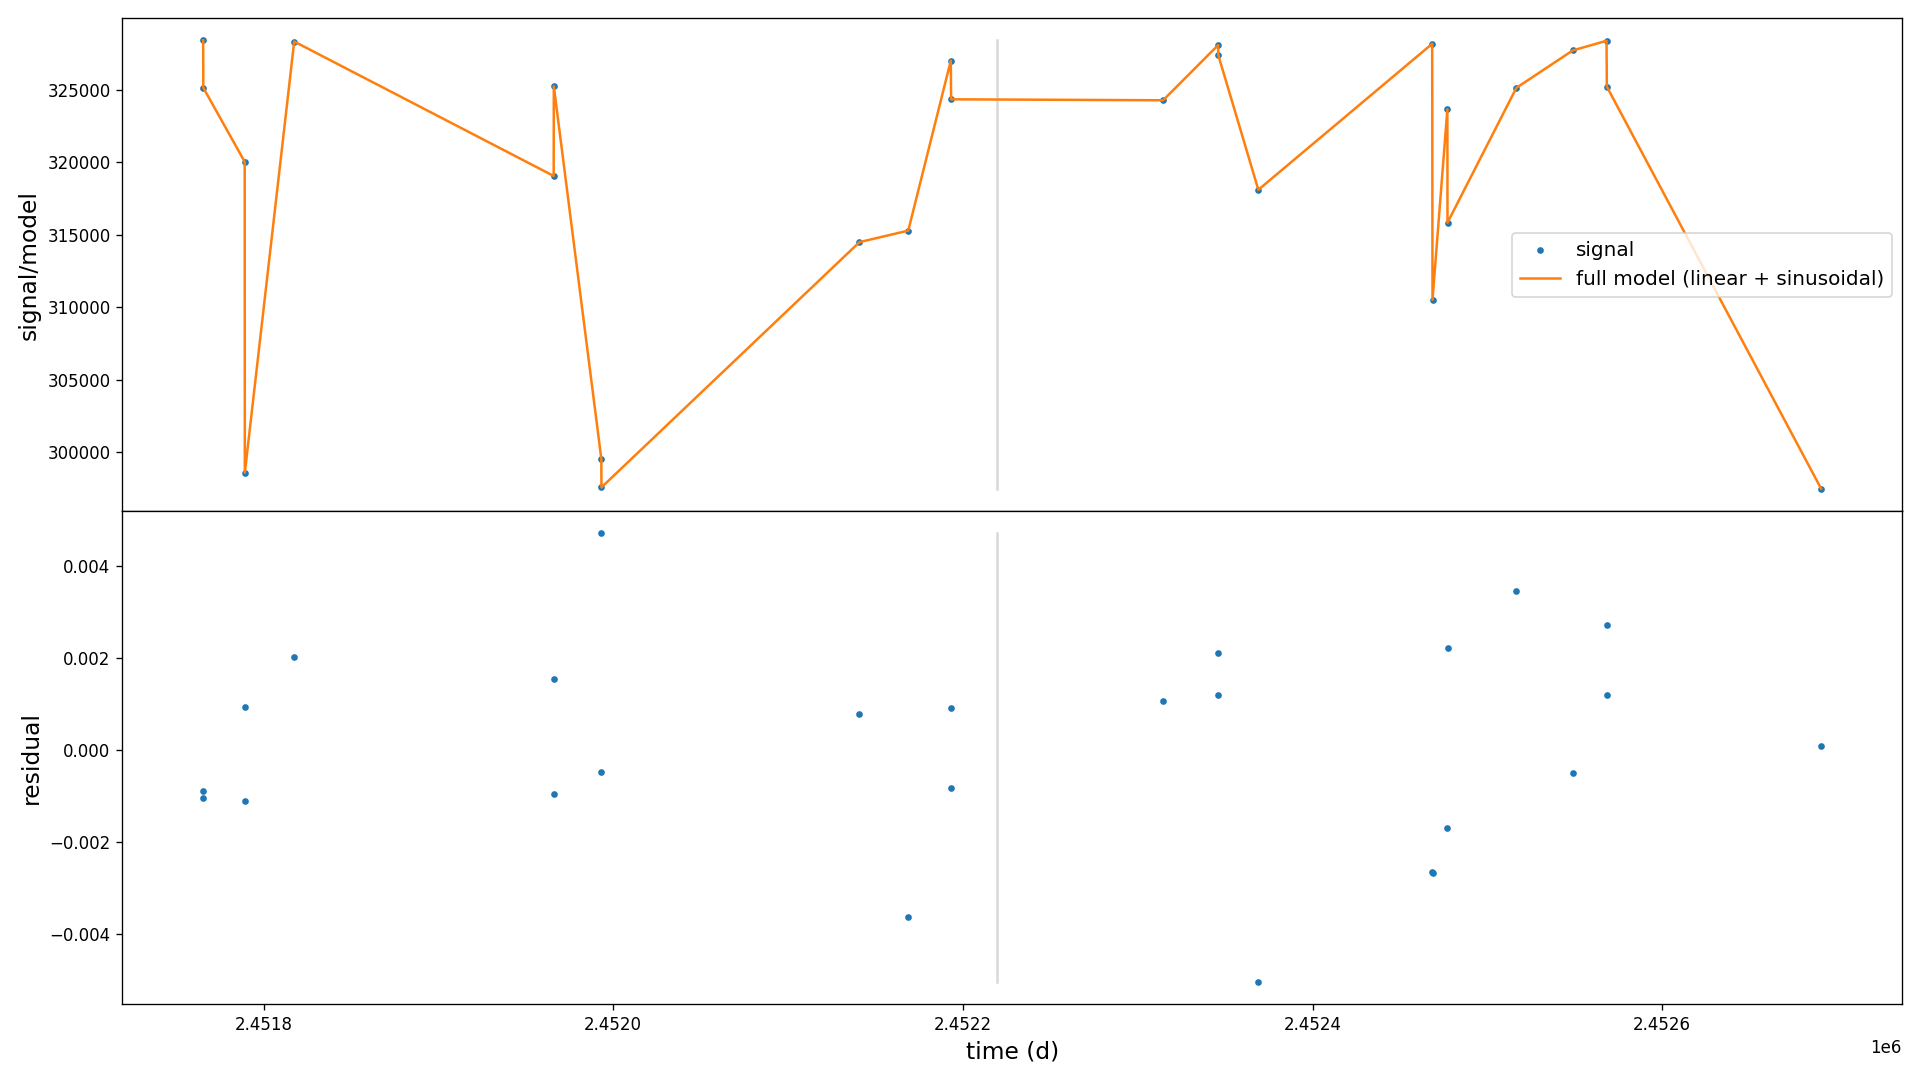 325000
320000
315000
310000
305000
300000
signal/model
signal
full model (linear + sinusoidal)
0.004
0.002
0.000
−0.002
−0.004
residual
2.4518
2.4520
2.4522
2.4524
2.4526
1e6
time (d)